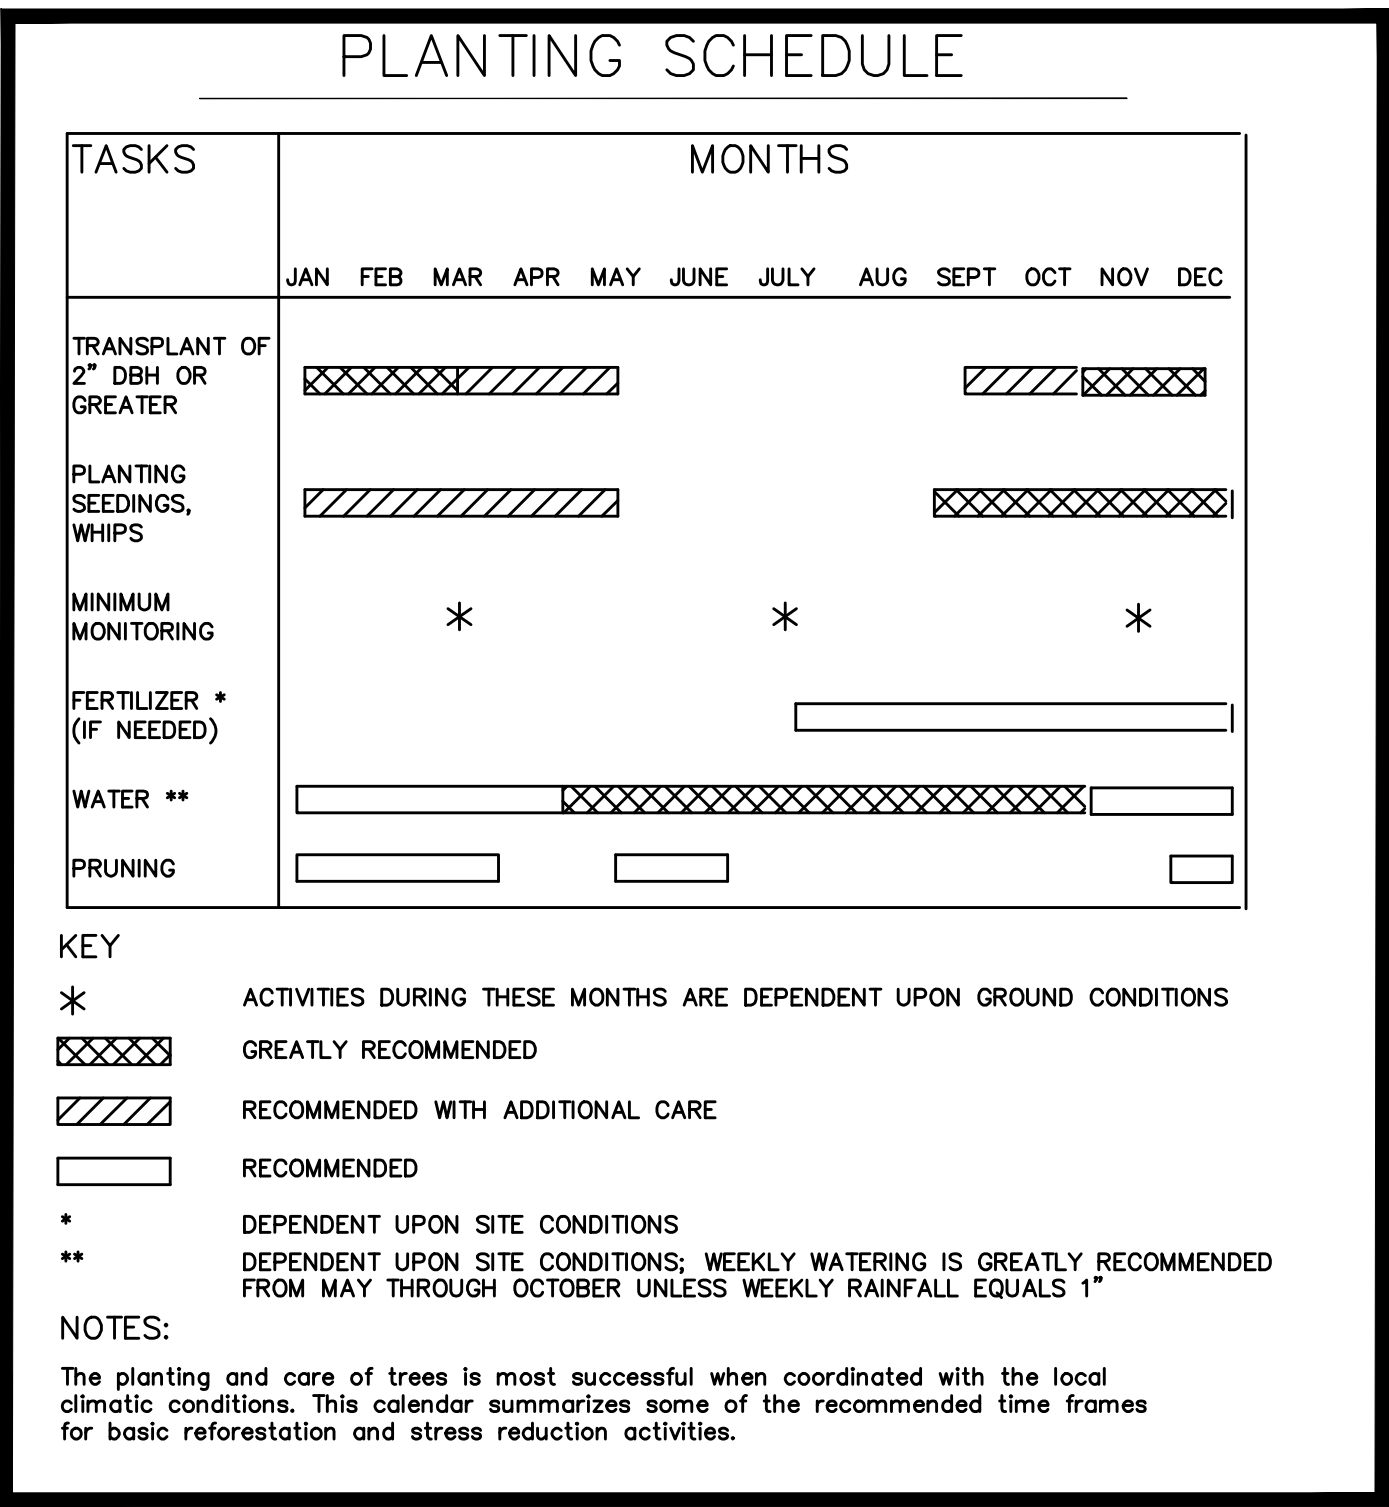 PLANTING SCHEDULE
TASKS
MONTHS
JAN FEB MAR APR MAY JUNE JULY AUG SEPT OCT NOV DEC
TRANSPLANT OF
2" DBH OR
GREATER
PLANTING
SEEDINGS,
WHIPS
MINIMUM
MONITORING
FERTILIZER *
(IF NEEDED)
WATER **
PRUNING
KEY
ACTIVITIES DURING THESE MONTHS ARE DEPENDENT UPON GROUND CONDITIONS
GREATLY RECOMMENDED
RECOMMENDED WITH ADDITIONAL CARE
RECOMMENDED
* DEPENDENT UPON SITE CONDITIONS
** DEPENDENT UPON SITE CONDITIONS; WEEKLY WATERING IS GREATLY RECOMMENDED
FROM MAY THROUGH OCTOBER UNLESS WEEKLY RAINFALL EQUALS 1"
NOTES:
The planting and care of trees is most successful when coordinated with the local
climatic conditions. This calendar summarizes some of the recommended time frames
for basic reforestation and stress reduction activities.